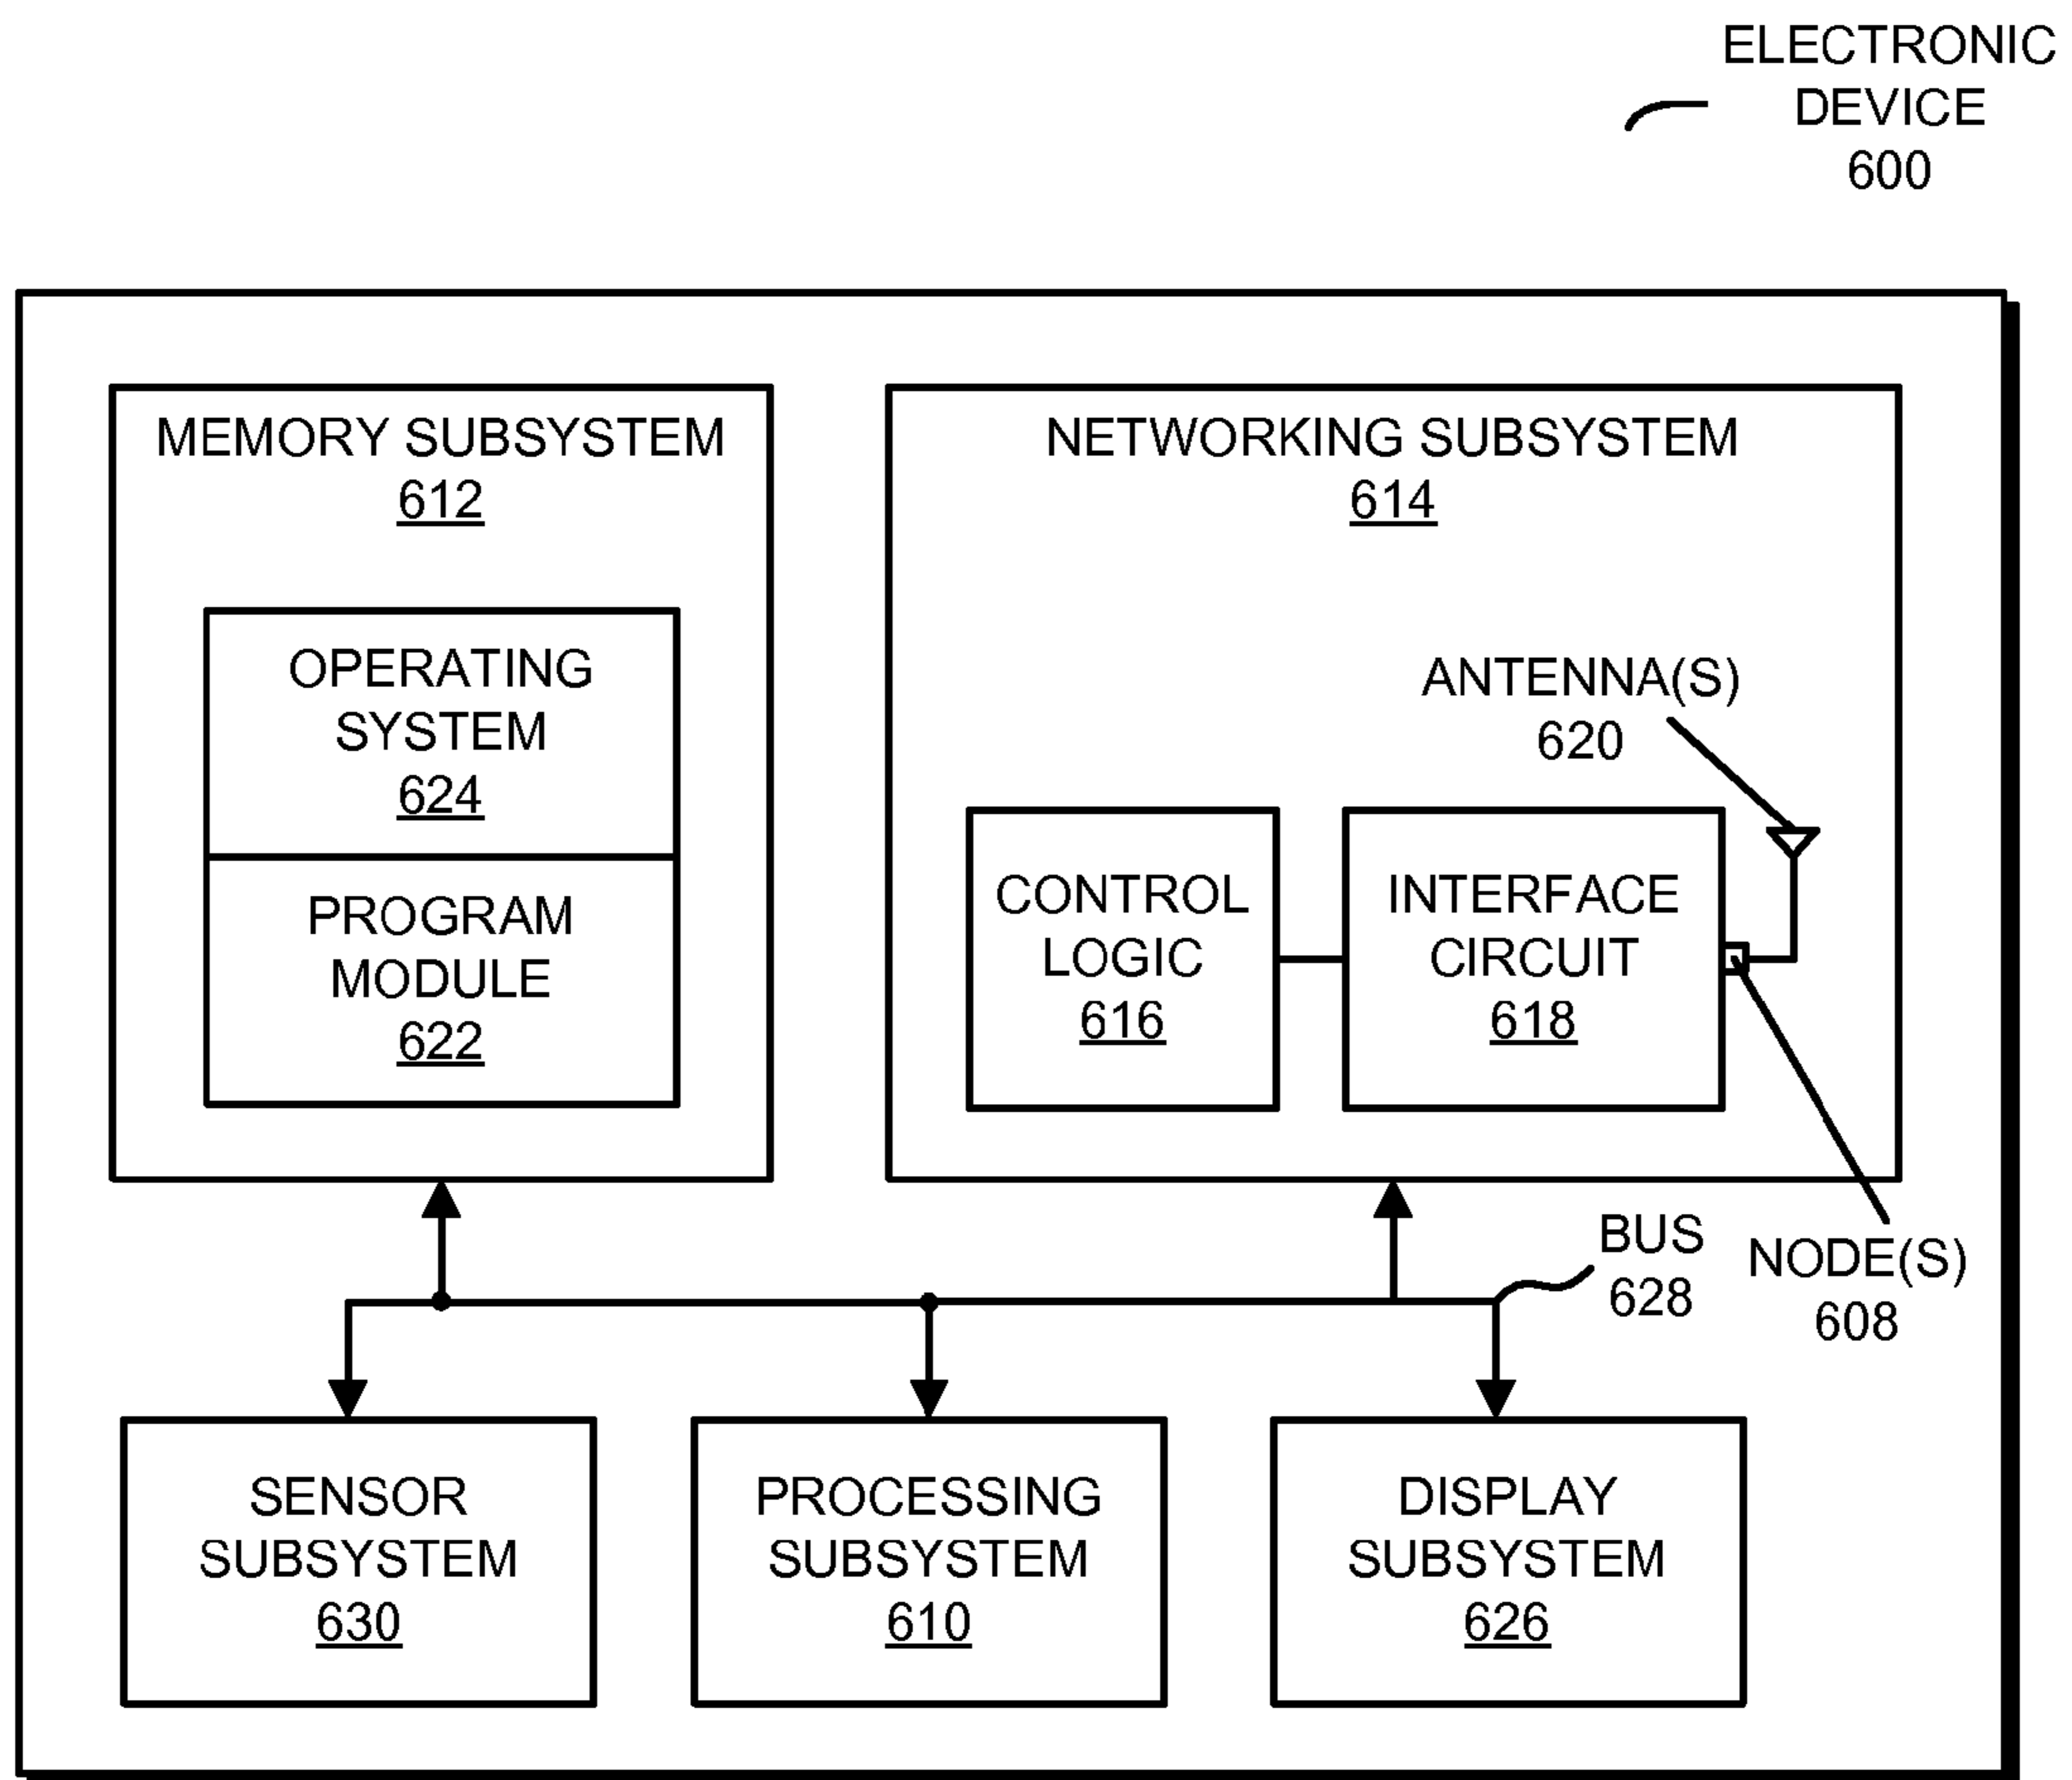 ELECTRONIC
DEVICE
600
MEMORY SUBSYSTEM
612
OPERATING
SYSTEM
624
PROGRAM
MODULE
622
NETWORKING SUBSYSTEM
614
ANTENNA(S)
620
CONTROL
LOGIC
616
INTERFACE
CIRCUIT
618
BUS
628
NODE(S)
608
SENSOR
SUBSYSTEM
630
PROCESSING
SUBSYSTEM
610
DISPLAY
SUBSYSTEM
626